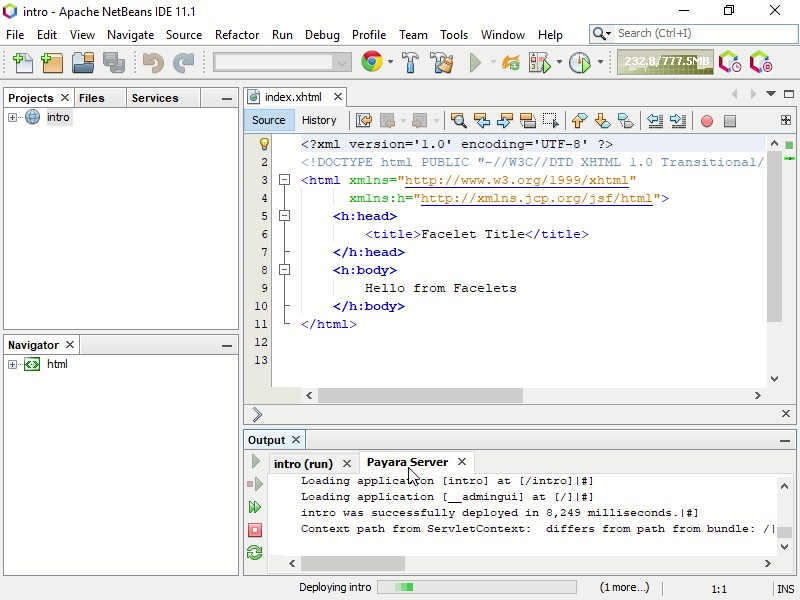 intro - Apache NetBeans IDE 11.1
File Edit View Navigate Source Refactor Run Debug Profile Team Tools Window Help
Search (Ctrl+I)
232,8/777,5MB
Projects Files Services
intro
index.xhtml
Source History
1 <?xml version='1.0' encoding='UTF-8' ?>
2 <!DOCTYPE html PUBLIC "-//W3C//DTD XHTML 1.0 Transitional/
3 <html xmlns="http://www.w3.org/1999/xhtml"
4 xmlns:h="http://xmlns.jcp.org/jsf/html">
5 <h:head>
6 <title>Facelet Title</title>
7 </h:head>
8 <h:body>
9 Hello from Facelets
10 </h:body>
11 </html>
12
13
Navigator
html
Output
intro (run) Payara Server
Loading application [intro] at [/intro]|#]
Loading application [__admingui] at [/]|#]
intro was successfully deployed in 8,249 milliseconds.|#]
Context path from ServletContext:  differs from path from bundle: /|
Deploying intro (1 more...) 1:1 INS